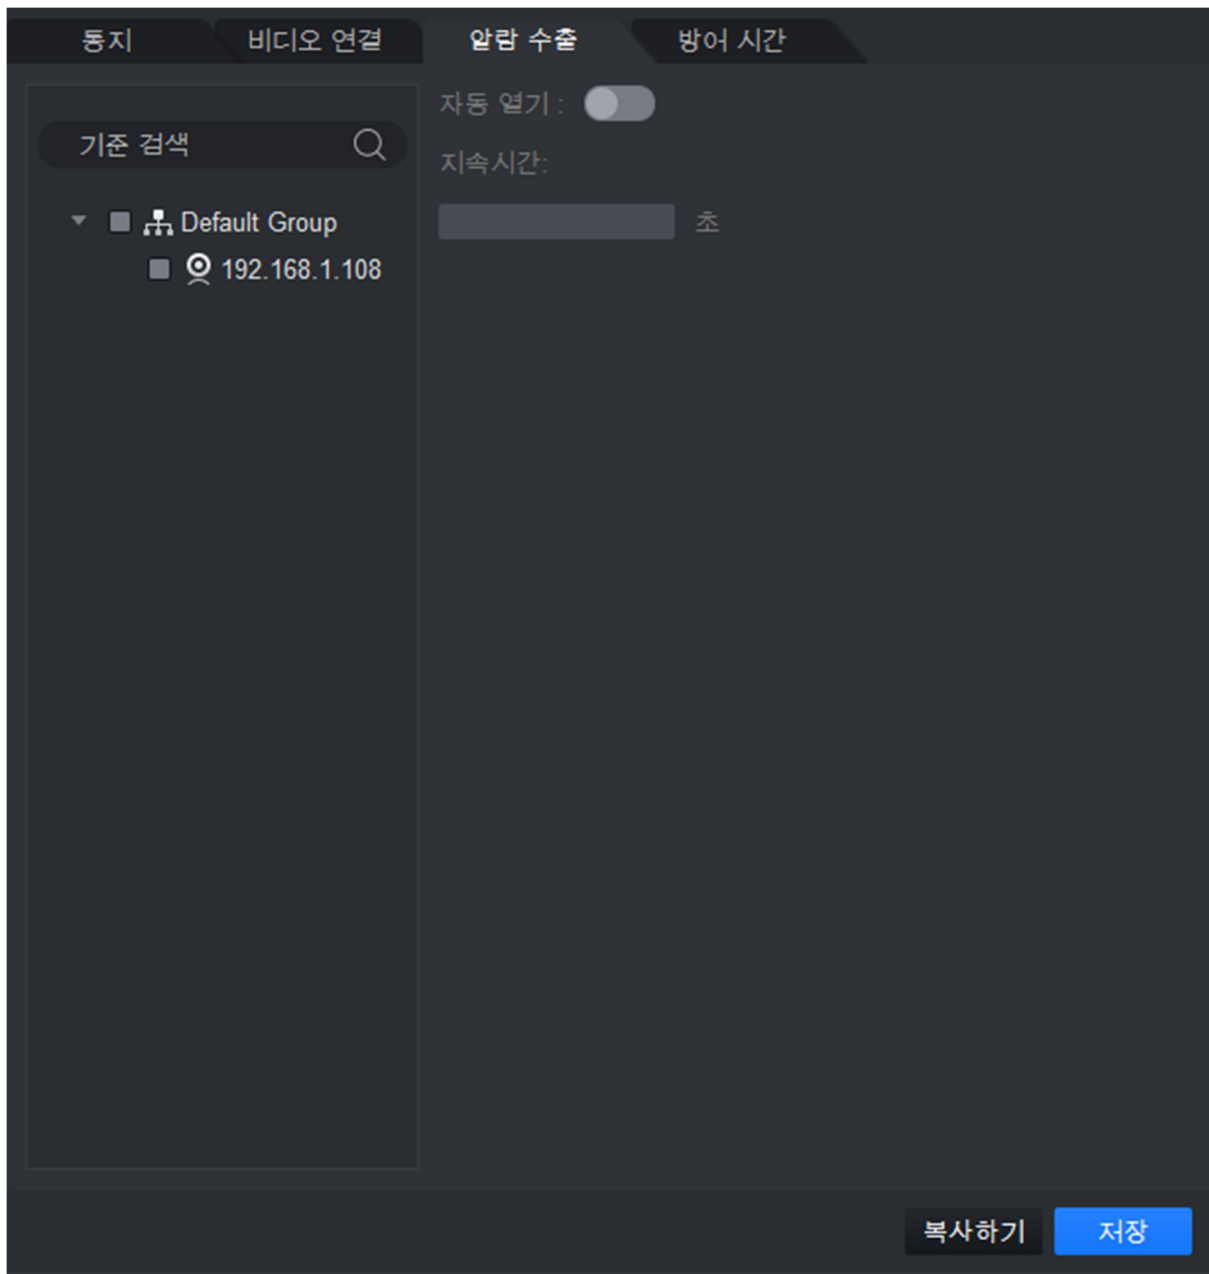 통지 비디오 연결 알람 수출 방어 시간
기준 검색
Default Group
192.168.1.108
자동 열기 :
지속시간:
초
복사하기 저장